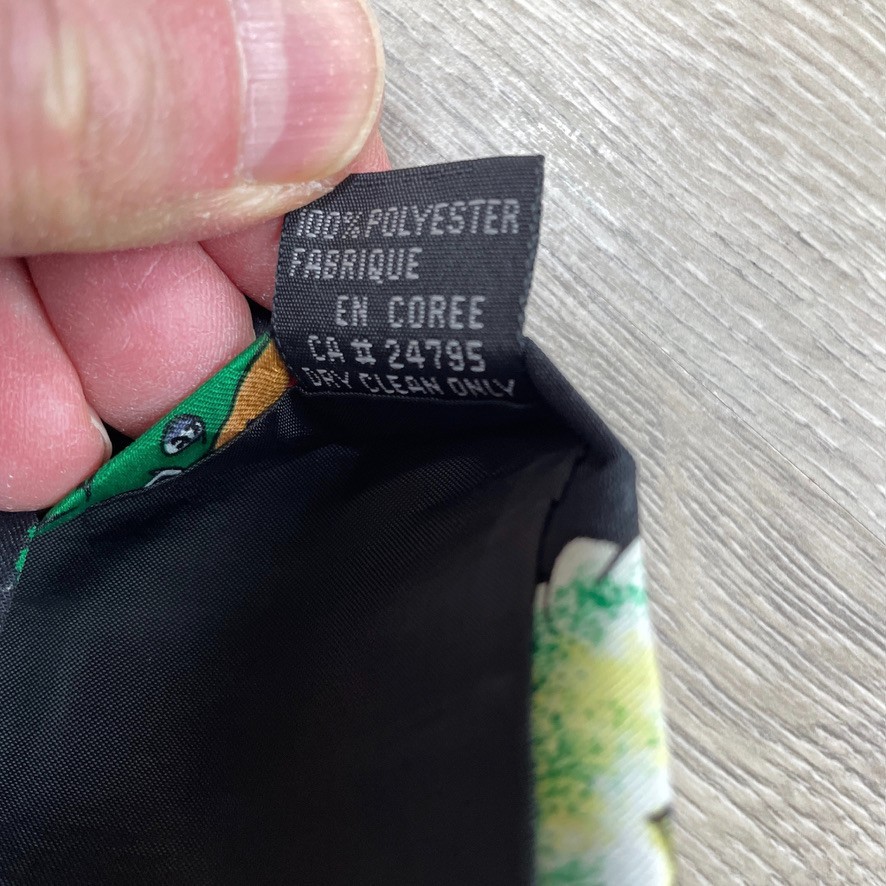 100% POLYESTER
FABRIQUE
EN COREE
CA # 24795
DRY CLEAN ONLY